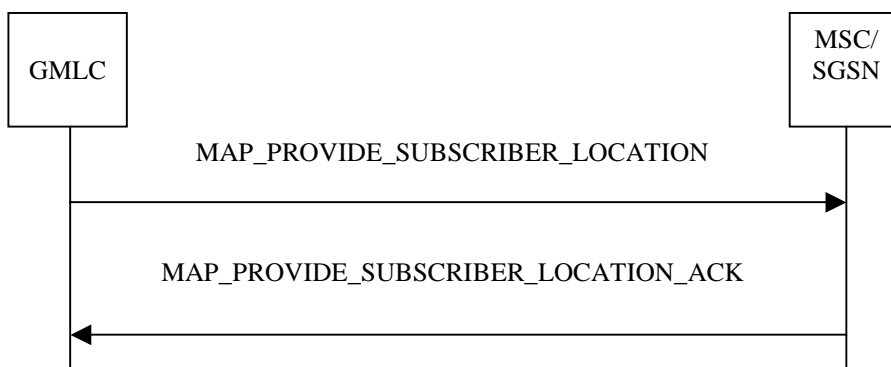 GMLC
MSC/
SGSN
MAP_PROVIDE_SUBSCRIBER_LOCATION
MAP_PROVIDE_SUBSCRIBER_LOCATION_ACK